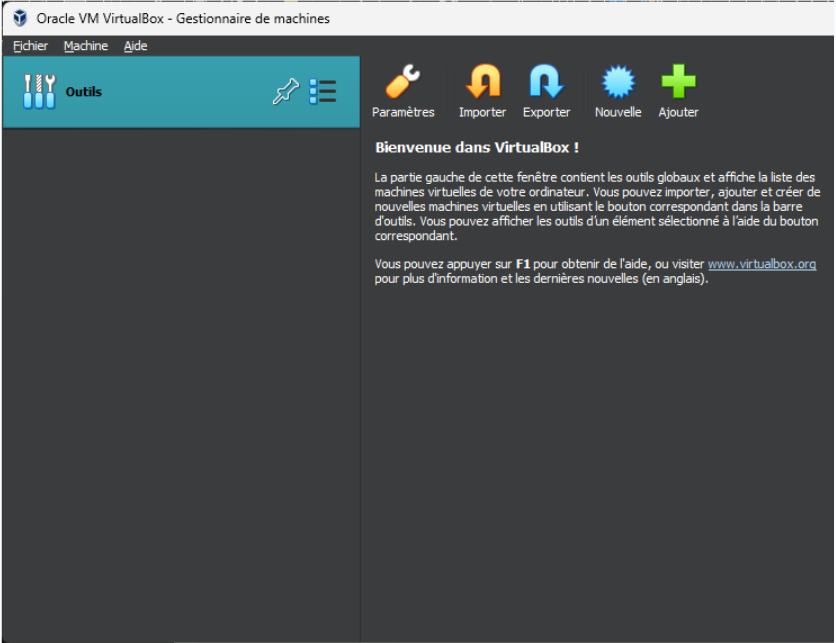 Oracle VM VirtualBox - Gestionnaire de machines
Fichier Machine Aide
Outils
Paramètres Importer Exporter Nouvelle Ajouter
Bienvenue dans VirtualBox !
La partie gauche de cette fenêtre contient les outils globaux et affiche la liste des
machines virtuelles de votre ordinateur. Vous pouvez importer, ajouter et créer de
nouvelles machines virtuelles en utilisant le bouton correspondant dans la barre
d'outils. Vous pouvez afficher les outils d'un élément sélectionné à l'aide du bouton
correspondant.
Vous pouvez appuyer sur F1 pour obtenir de l'aide, ou visiter www.virtualbox.org
pour plus d'information et les dernières nouvelles (en anglais).